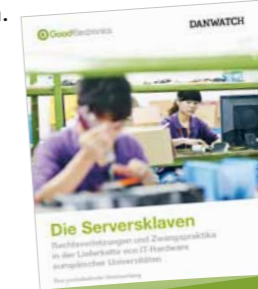 n.
GoodElectronics
DANWATCH
Die Serversklaven
Rechtsverletzungen und Zwangspraktika
in der Lieferkette von IT-Hardware
europäischer Universitäten